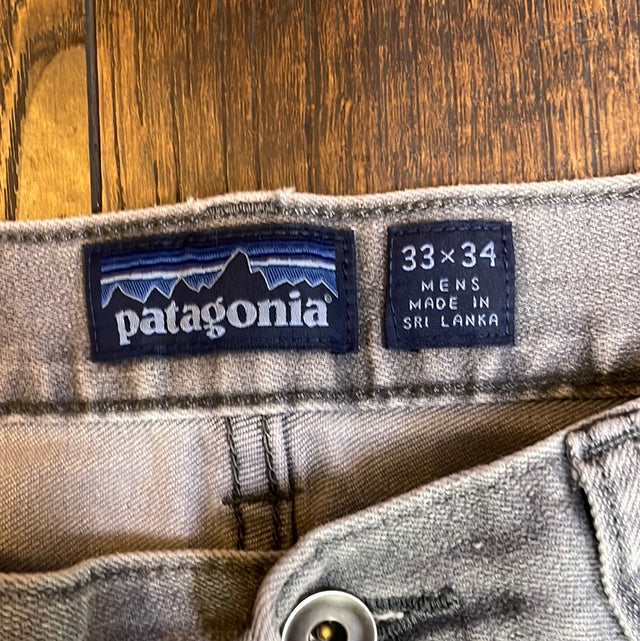 patagonia®
33×34
MENS
MADE IN
SRI LANKA